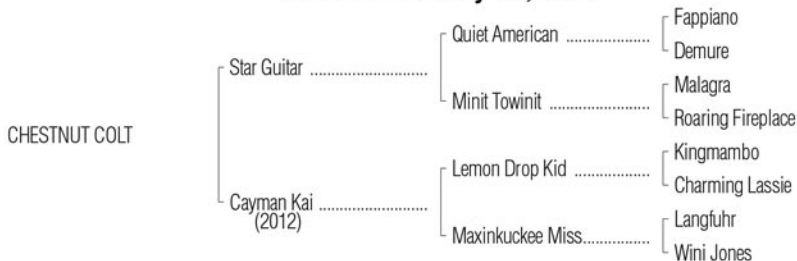 Fappiano
Quiet American ....................
Demure
Star Guitar ............................
Malagra
Minit Towinit ........................
Roaring Fireplace
CHESTNUT COLT
Kingmambo
Lemon Drop Kid ..................
Charming Lassie
Cayman Kai .........................
(2012)
Langfuhr
Maxinkuckee Miss................
Wini Jones